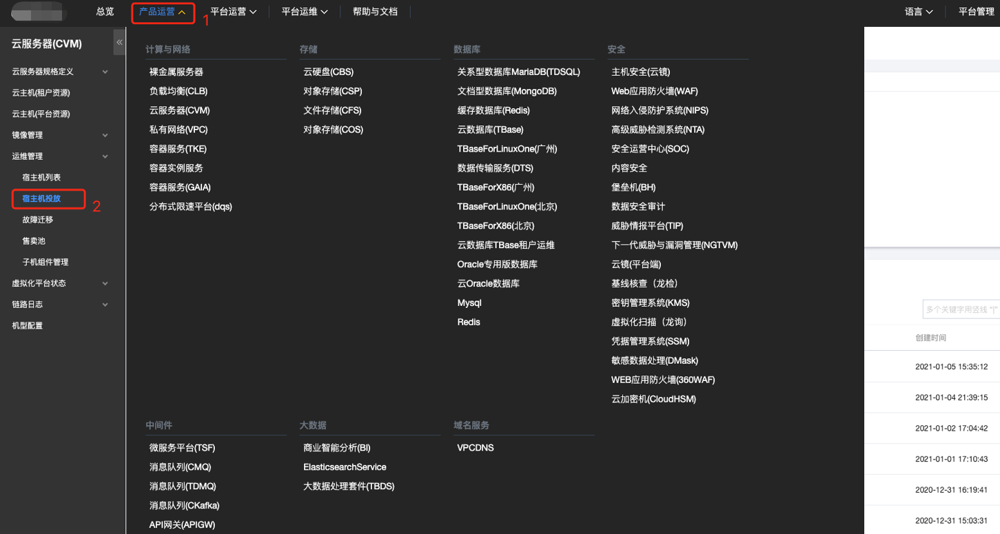 总览
产品运营
1
平台运营
平台运维
帮助与文档
语言
平台管理
云服务器(CVM)
«
云服务器规格定义
云主机(租户资源)
云主机(平台资源)
镜像管理
运维管理
宿主机列表
宿主机投放
2
故障迁移
售卖池
子机组件管理
虚拟化平台状态
链路日志
机型配置
计算与网络
裸金属服务器
负载均衡(CLB)
云服务器(CVM)
私有网络(VPC)
容器服务(TKE)
容器实例服务
容器服务(GAIA)
分布式限速平台(dqs)
存储
云硬盘(CBS)
对象存储(CSP)
文件存储(CFS)
对象存储(COS)
数据库
关系型数据库MariaDB(TDSQL)
文档型数据库(MongoDB)
缓存数据库(Redis)
云数据库(TBase)
TBaseForLinuxOne(广州)
数据传输服务(DTS)
TBaseForX86(广州)
TBaseForLinuxOne(北京)
TBaseForX86(北京)
云数据库TBase租户运维
Oracle专用版数据库
云Oracle数据库
Mysql
Redis
安全
主机安全(云镜)
Web应用防火墙(WAF)
网络入侵防护系统(NIPS)
高级威胁检测系统(NTA)
安全运营中心(SOC)
内容安全
堡垒机(BH)
数据安全审计
威胁情报平台(TIP)
下一代威胁与漏洞管理(NGTVM)
云镜(平台端)
基线核查（龙检）
密钥管理系统(KMS)
虚拟化扫描（龙询）
凭据管理系统(SSM)
敏感数据处理(DMask)
WEB应用防火墙(360WAF)
云加密机(CloudHSM)
中间件
微服务平台(TSF)
消息队列(CMQ)
消息队列(TDMQ)
消息队列(CKafka)
API网关(APIGW)
大数据
商业智能分析(BI)
ElasticsearchService
大数据处理套件(TBDS)
域名服务
VPCDNS
多个关键字用竖线 "|"
创建时间
2021-01-05 15:35:12
2021-01-04 21:39:15
2021-01-02 17:04:42
2021-01-01 17:10:43
2020-12-31 16:19:41
2020-12-31 15:03:31